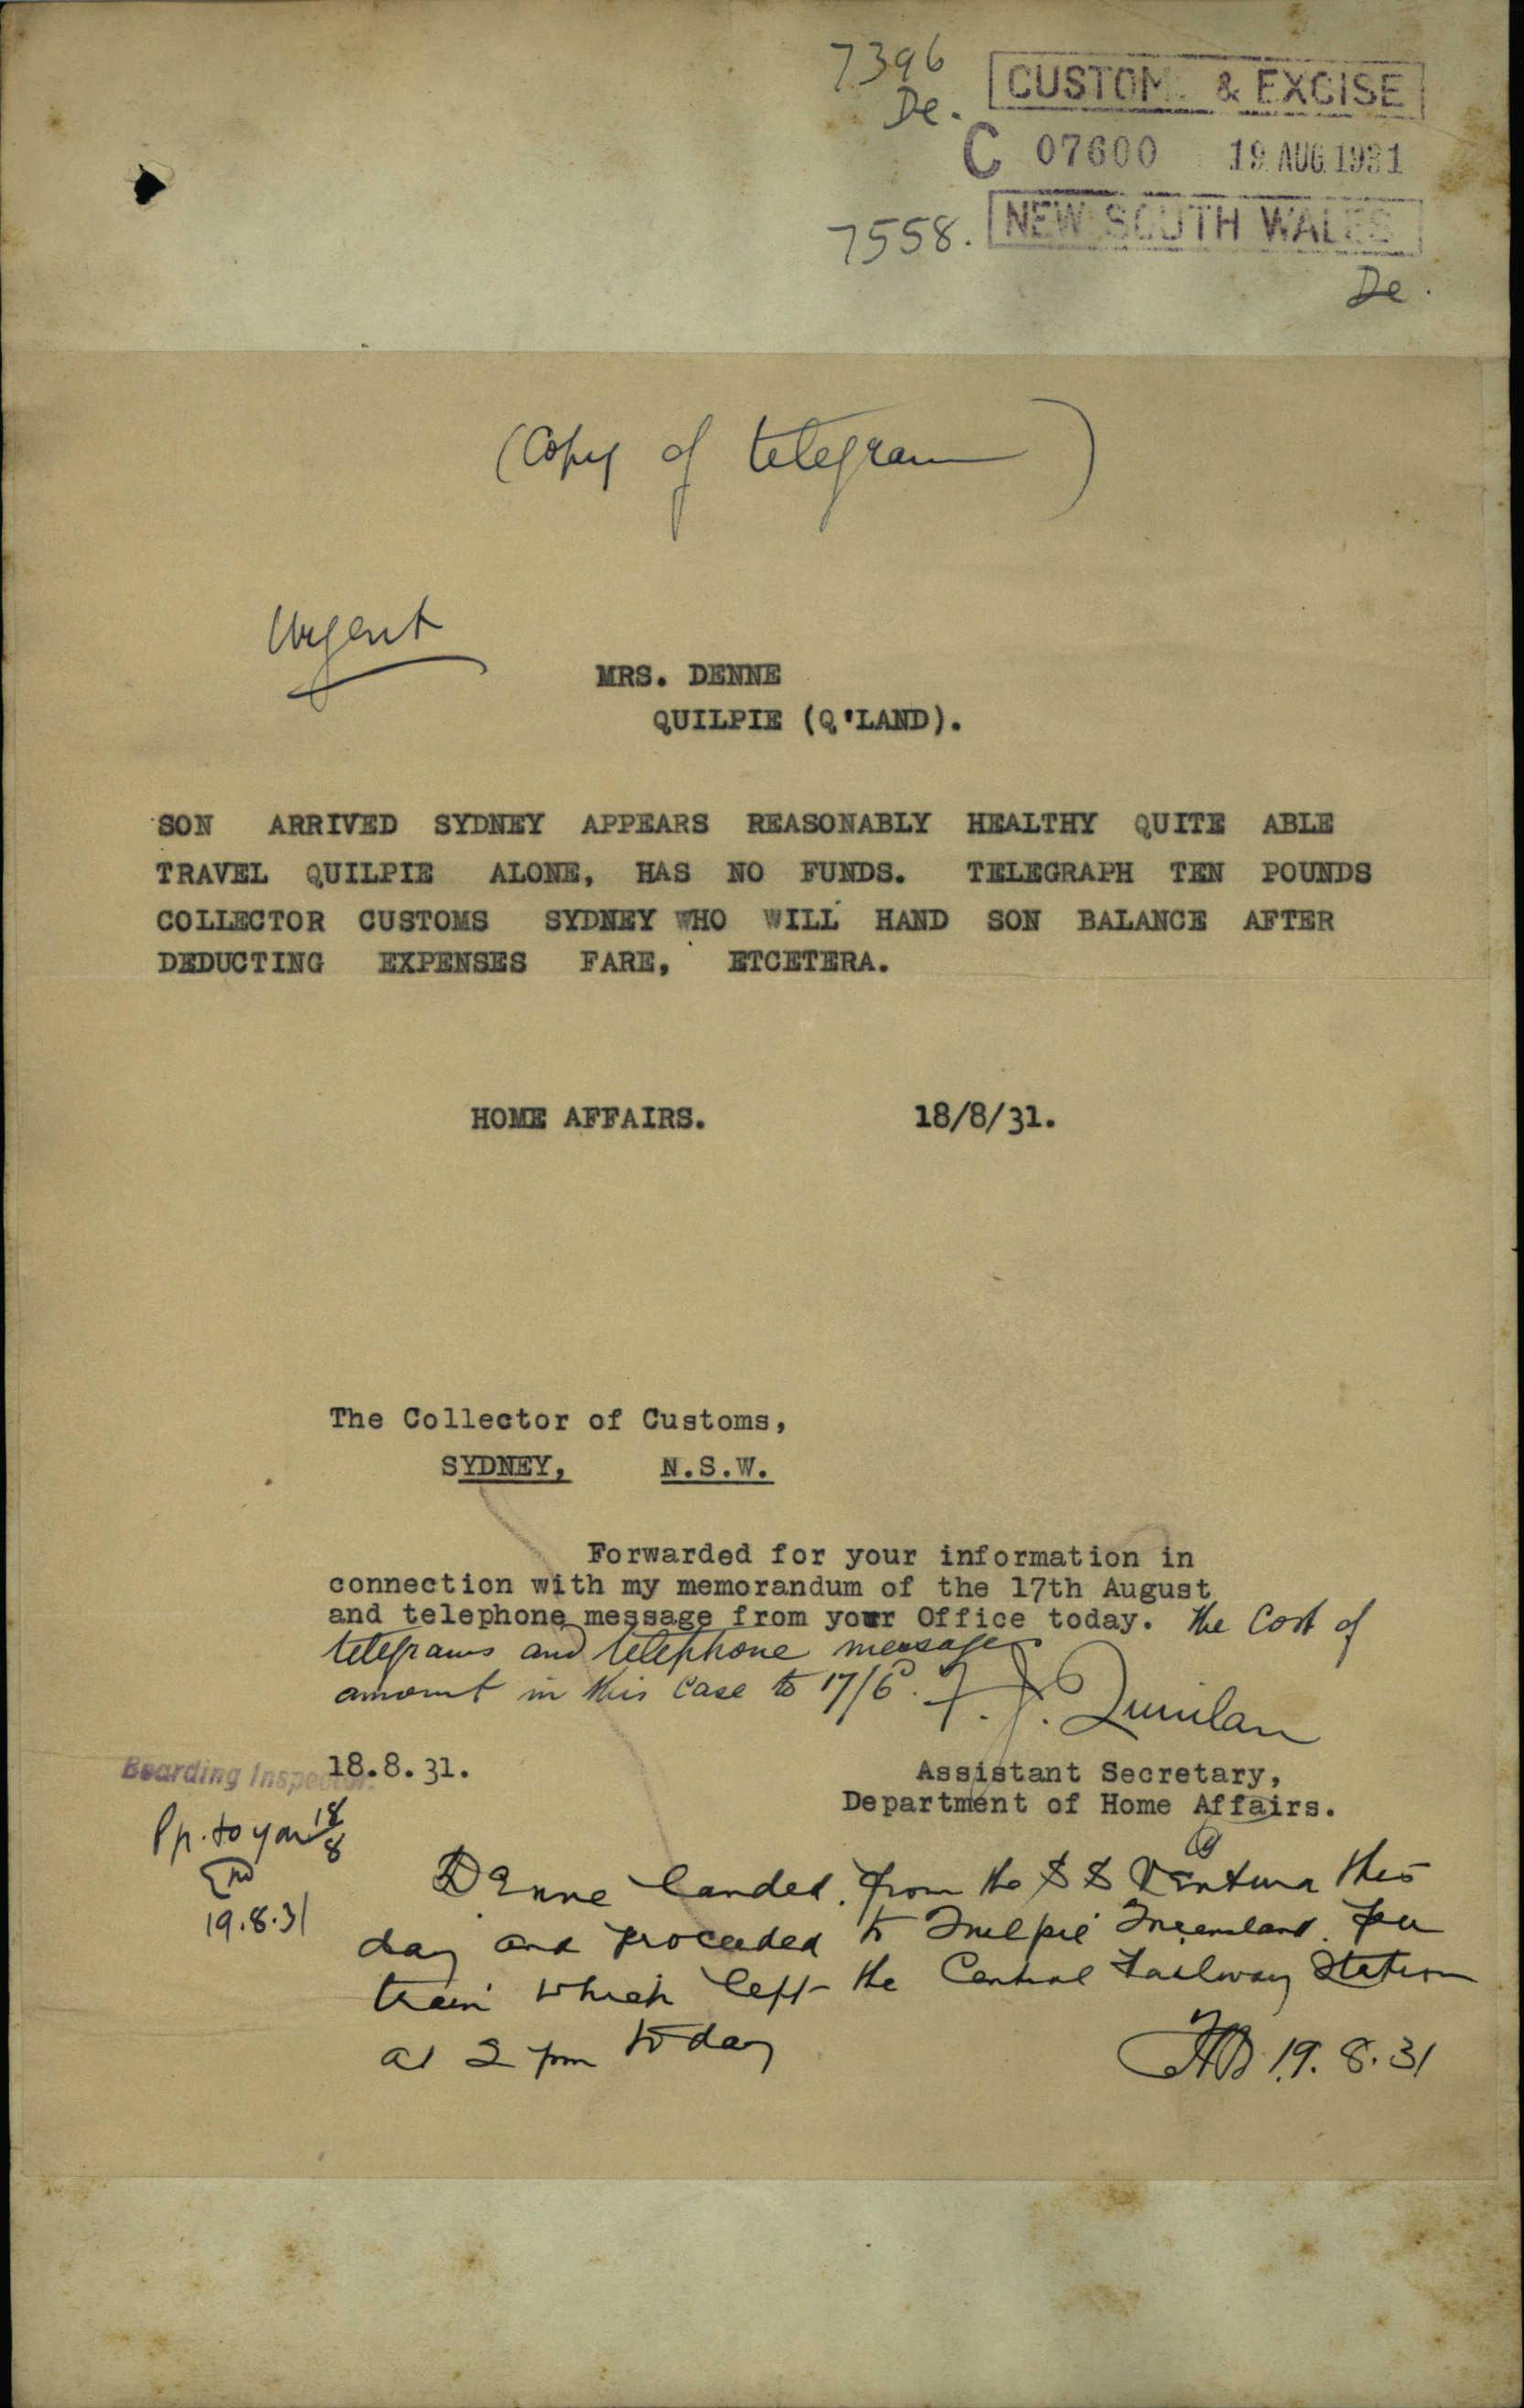 7396
De.
CUSTOM & EXCISE
C 07600 19 AUG 1931
7558.
NEW SOUTH WALES
De.
(Copy of telegram)
Urgent
MRS. DENNE
QUILPIE (Q'LAND).
SON ARRIVED SYDNEY APPEARS REASONABLY HEALTHY QUITE ABLE
TRAVEL QUILPIE ALONE, HAS NO FUNDS. TELEGRAPH TEN POUNDS
COLLECTOR CUSTOMS SYDNEY WHO WILL HAND SON BALANCE AFTER
DEDUCTING EXPENSES FARE, ETCETERA.
HOME AFFAIRS. 18/8/31.
The Collector of Customs,
SYDNEY, N.S.W.
Forwarded for your information in
connection with my memorandum of the 17th August
and telephone message from your Office today. The cost of
telegrams and telephone messages
amount in this case to 17/6. F. J. Quinlan
Boarding Inspector.
18.8.31.
Assistant Secretary,
Department of Home Affairs.
Pp. to you 18/8
19.8.31
Denne landed from the S S Ventura this
day and proceeded to Quilpie Queensland per
train which left the Central Railway Station
at 2 pm today
19.8.31